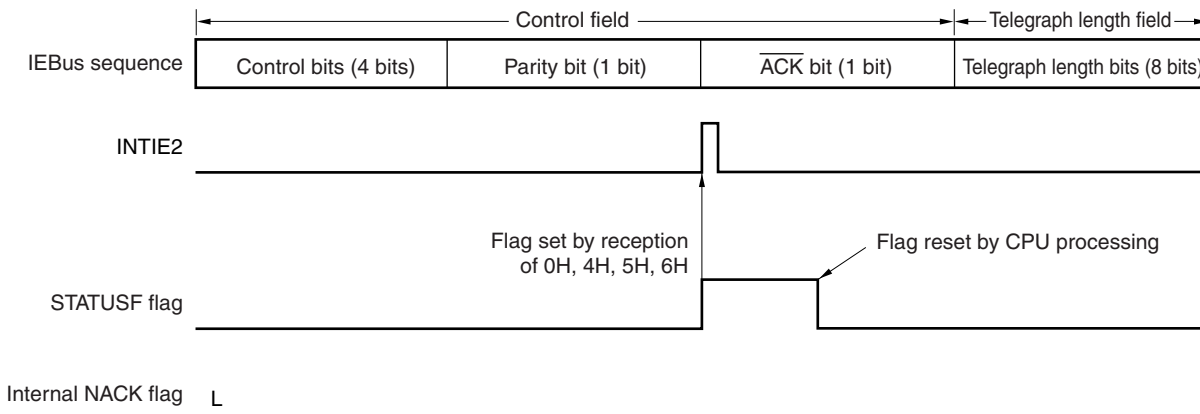 Control field
Telegraph length field
IEBus sequence
Control bits (4 bits)
Parity bit (1 bit)
A̅C̅K̅ bit (1 bit)
Telegraph length bits (8 bits)
INTIE2
Flag set by reception
of 0H, 4H, 5H, 6H
Flag reset by CPU processing
STATUSF flag
Internal NACK flag
L